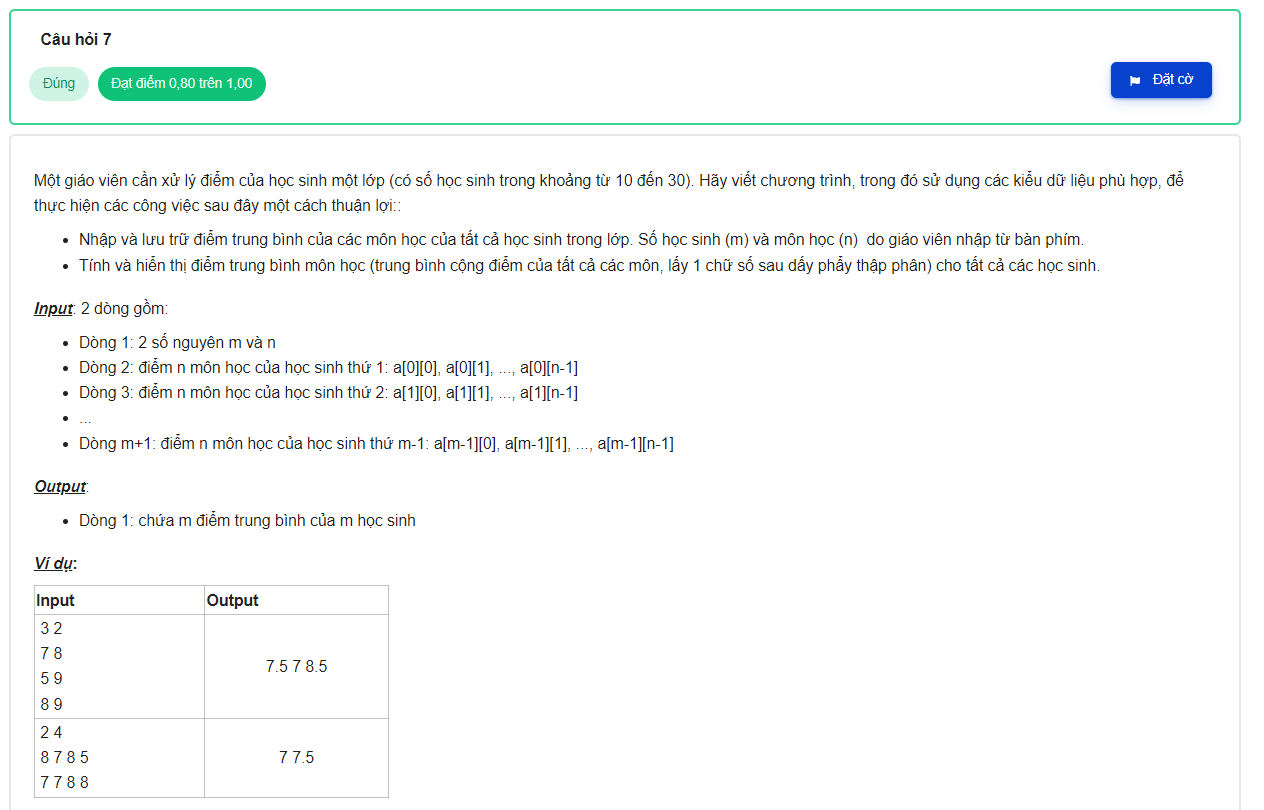 Câu hỏi 7
Đúng
Đạt điểm 0,80 trên 1,00
Đặt cờ
Một giáo viên cần xử lý điểm của học sinh một lớp (có số học sinh trong khoảng từ 10 đến 30). Hãy viết chương trình, trong đó sử dụng các kiểu dữ liệu phù hợp, để
thực hiện các công việc sau đây một cách thuận lợi::
• Nhập và lưu trữ điểm trung bình của các môn học của tất cả học sinh trong lớp. Số học sinh (m) và môn học (n)  do giáo viên nhập từ bàn phím.
• Tính và hiển thị điểm trung bình môn học (trung bình cộng điểm của tất cả các môn, lấy 1 chữ số sau dấy phẩy thập phân) cho tất cả các học sinh.
Input: 2 dòng gồm:
• Dòng 1: 2 số nguyên m và n
• Dòng 2: điểm n môn học của học sinh thứ 1: a[0][0], a[0][1], ..., a[0][n-1]
• Dòng 3: điểm n môn học của học sinh thứ 2: a[1][0], a[1][1], ..., a[1][n-1]
• ...
• Dòng m+1: điểm n môn học của học sinh thứ m-1: a[m-1][0], a[m-1][1], ..., a[m-1][n-1]
Output:
• Dòng 1: chứa m điểm trung bình của m học sinh
Ví dụ:
Input Output
3 2
7 8
5 9
8 9
7.5 7 8.5
2 4
8 7 8 5
7 7 8 8
7 7.5